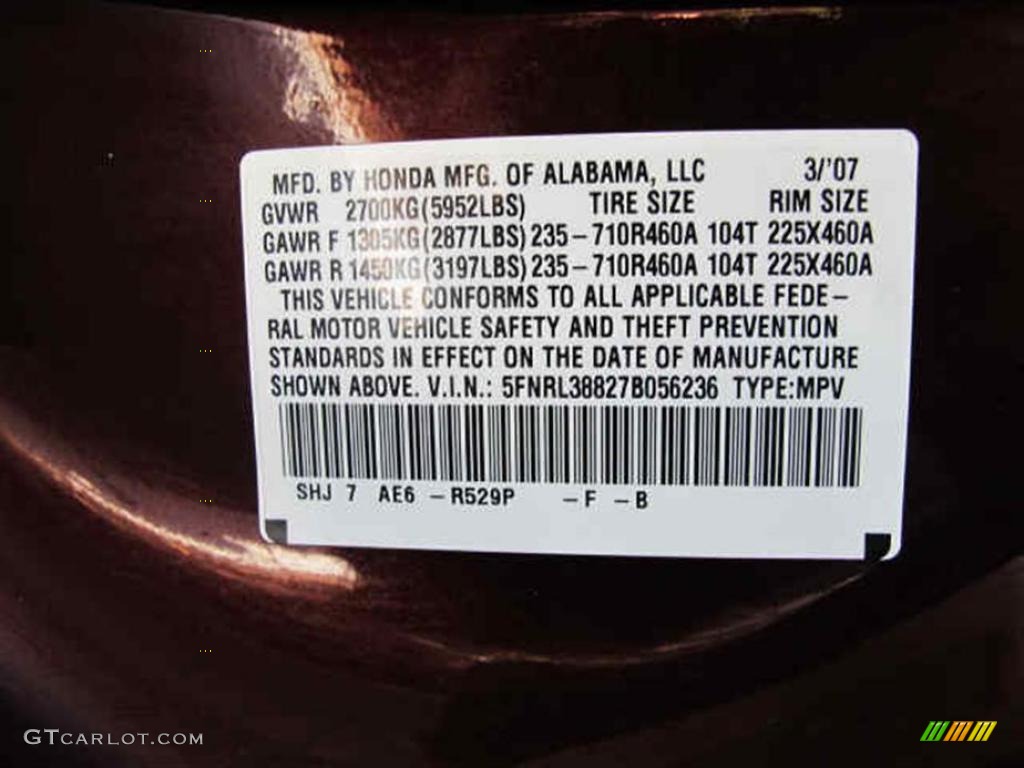 MFD. BY HONDA MFG. OF ALABAMA, LLC 3/'07
GVWR 2700KG(5952LBS) TIRE SIZE RIM SIZE
GAWR F 1305KG(2877LBS) 235-710R460A 104T 225X460A
GAWR R 1450KG(3197LBS) 235-710R460A 104T 225X460A
THIS VEHICLE CONFORMS TO ALL APPLICABLE FEDE-
RAL MOTOR VEHICLE SAFETY AND THEFT PREVENTION
STANDARDS IN EFFECT ON THE DATE OF MANUFACTURE
SHOWN ABOVE. V.I.N.: 5FNRL38827B056236 TYPE:MPV
SHJ 7 AE6 -R529P -F -B
GTCARLOT.COM